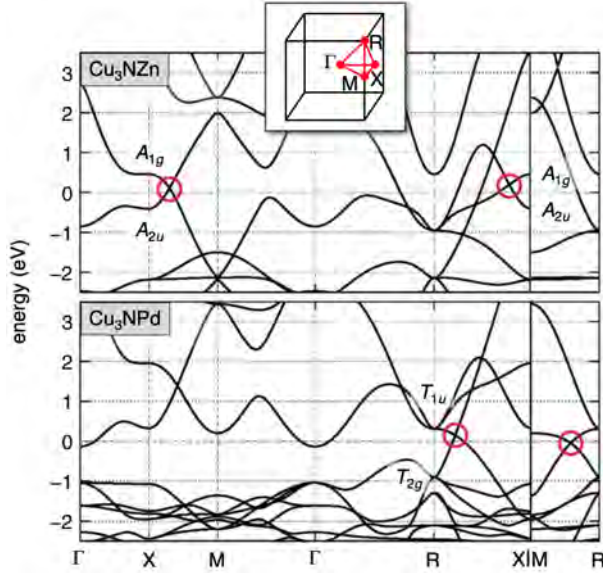 R
Γ
M
X
Cu₃NZn
3
2
1
0
−1
−2
A₁g
A₂u
A₁g
A₂u
energy (eV)
Cu₃NPd
3
2
1
0
−1
−2
T₁u
T₂g
Γ
X
M
Γ
R
X|M
R